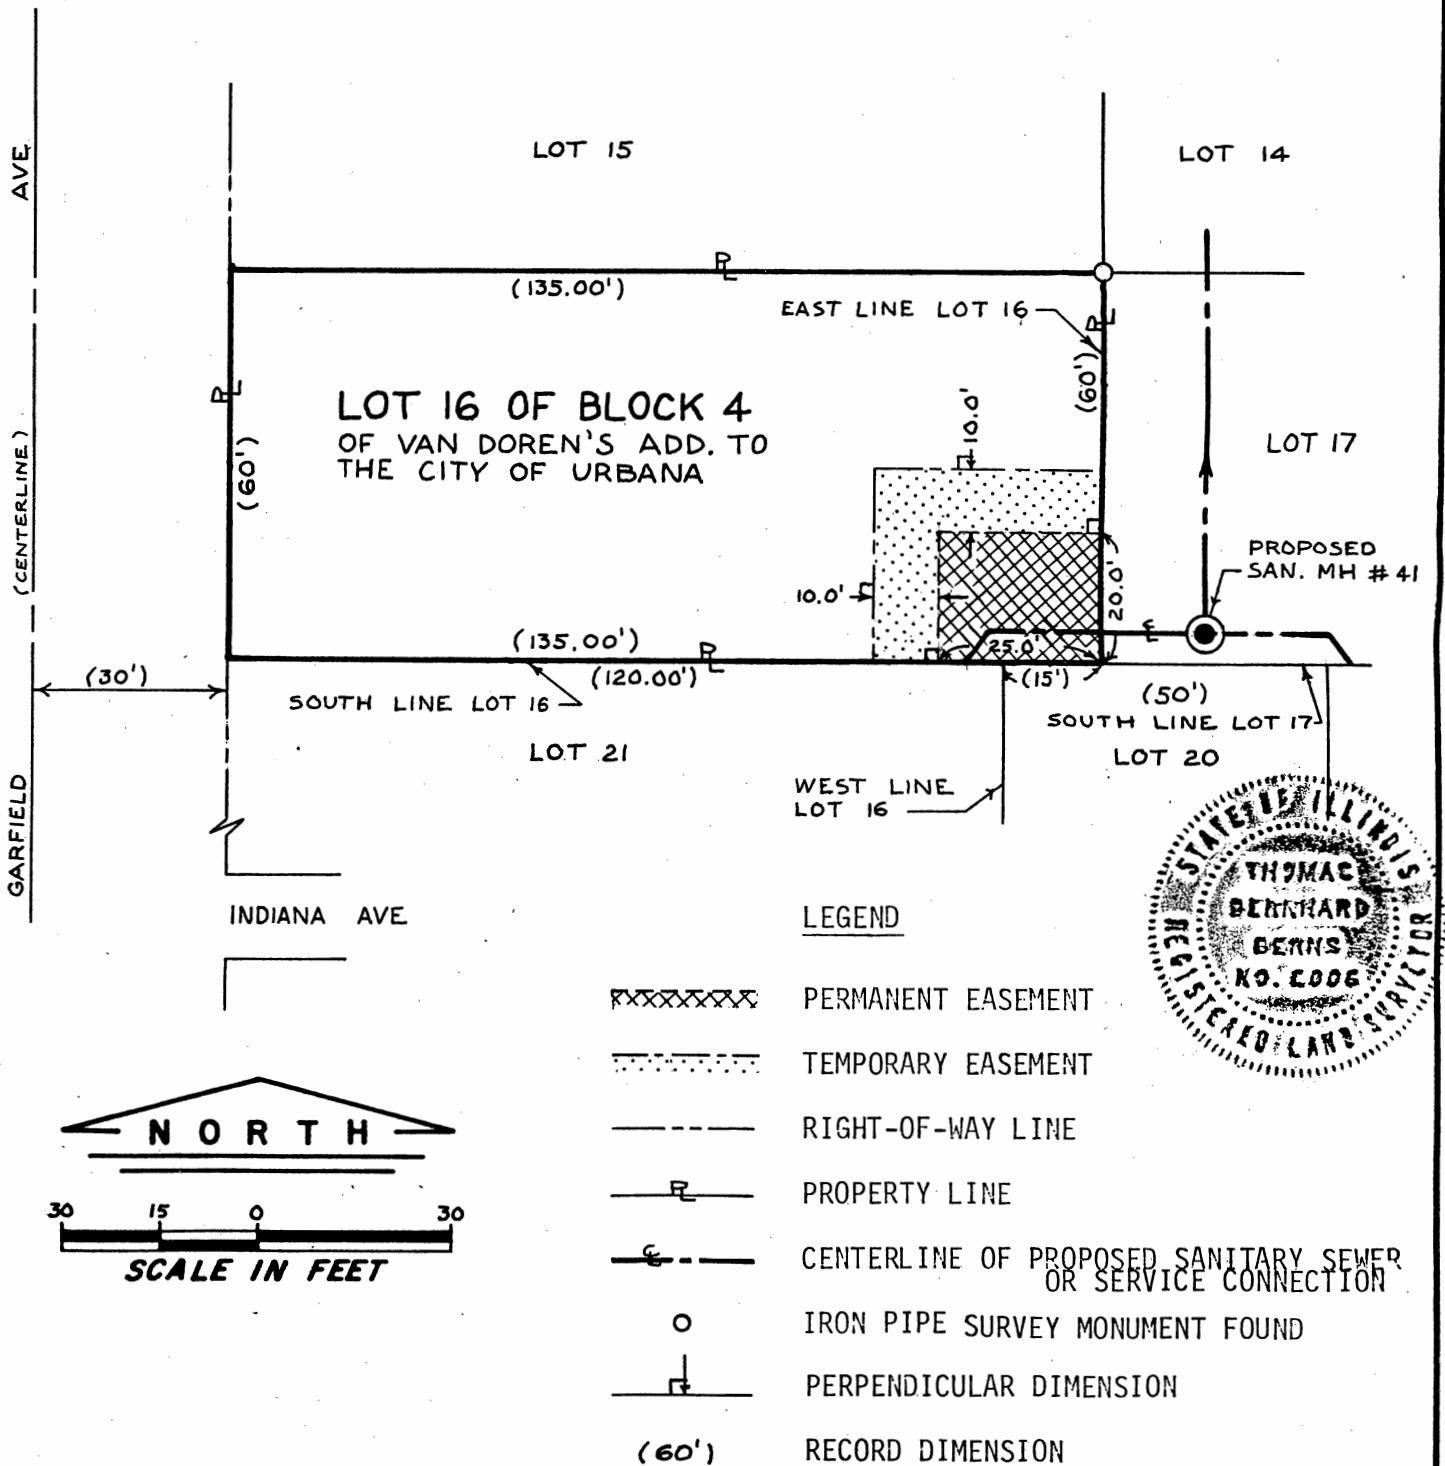 AVE
(CENTERLINE)
GARFIELD
LOT 15
LOT 14
(135.00')
EAST LINE LOT 16
(60')
LOT 16 OF BLOCK 4
OF VAN DOREN'S ADD. TO
THE CITY OF URBANA
(60')
10.0'
LOT 17
10.0'
20.0'
PROPOSED
SAN. MH # 41
(135.00')
25.0'
(30')
(120.00')
(15')
(50')
SOUTH LINE LOT 16
SOUTH LINE LOT 17
LOT 21
LOT 20
WEST LINE
LOT 16
STATE OF ILLINOIS
REGISTERED LAND SURVEYOR
BERNS
INDIANA AVE
LEGEND
PERMANENT EASEMENT
TEMPORARY EASEMENT
RIGHT-OF-WAY LINE
PROPERTY LINE
CENTERLINE OF PROPOSED SANITARY SEWER
OR SERVICE CONNECTION
IRON PIPE SURVEY MONUMENT FOUND
PERPENDICULAR DIMENSION
(60') RECORD DIMENSION
NORTH
30 15 0 30
SCALE IN FEET